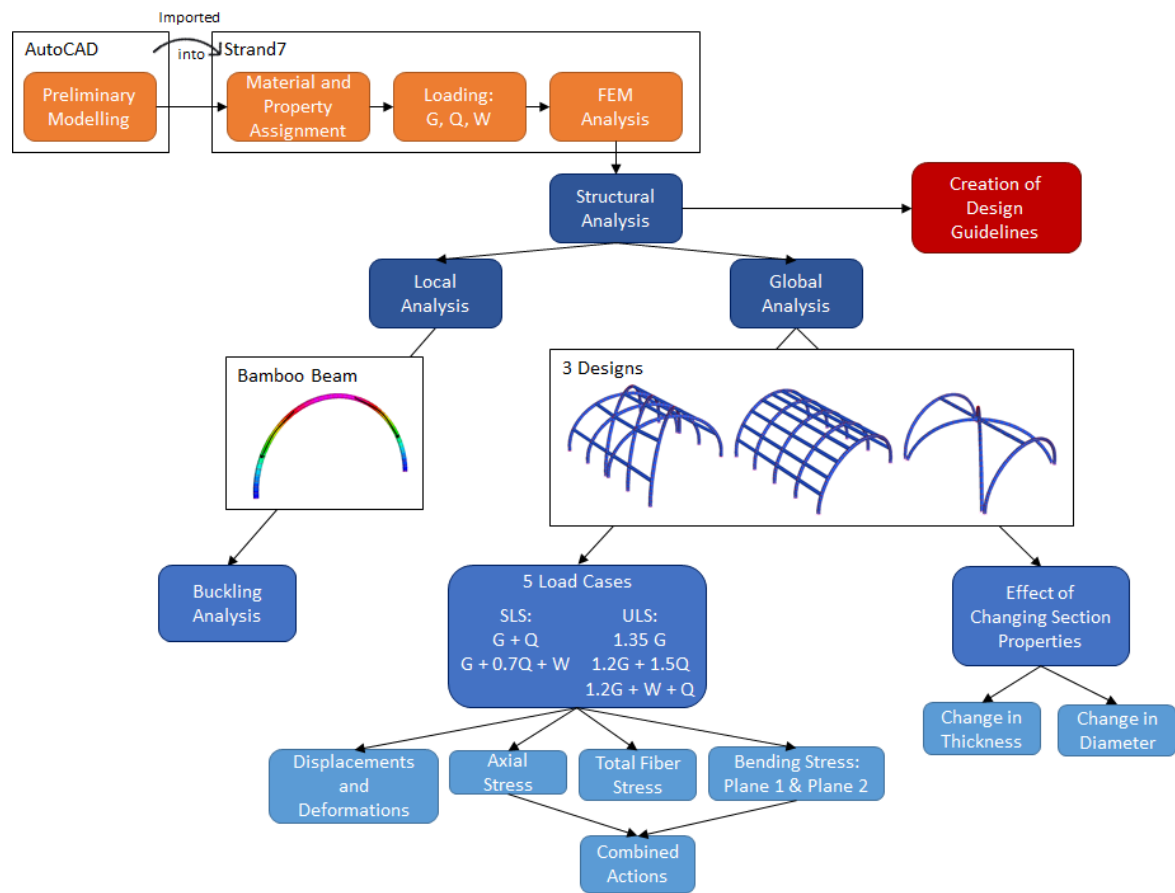 Imported
into
AutoCAD
Strand7
Preliminary
Modelling
Material and
Property
Assignment
Loading:
G, Q, W
FEM
Analysis
Structural
Analysis
Creation of
Design
Guidelines
Local
Analysis
Global
Analysis
Bamboo Beam
3 Designs
Buckling
Analysis
5 Load Cases
SLS:
G + Q
G + 0.7Q + W
ULS:
1.35 G
1.2G + 1.5Q
1.2G + W + Q
Effect of
Changing Section
Properties
Change in
Thickness
Change in
Diameter
Displacements
and
Deformations
Axial
Stress
Total Fiber
Stress
Bending Stress:
Plane 1 & Plane 2
Combined
Actions